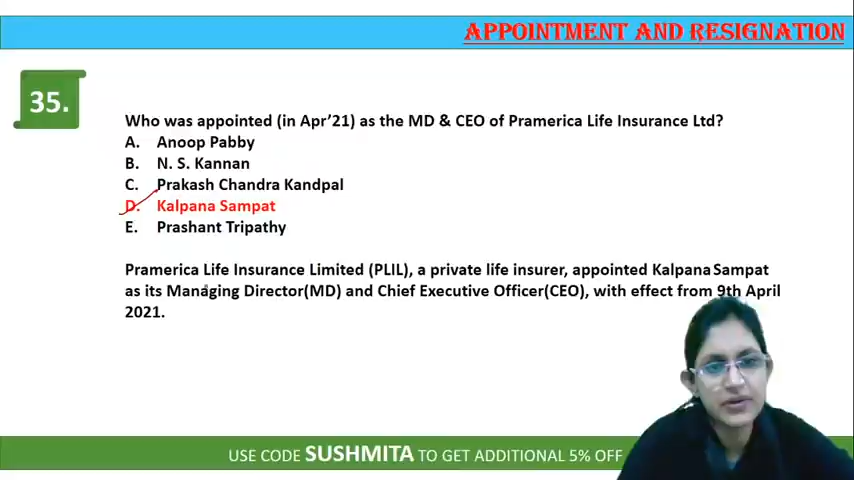 APPOINTMENT AND RESIGNATION
35.
Who was appointed (in Apr'21) as the MD & CEO of Pramerica Life Insurance Ltd?
A. Anoop Pabby
B. N. S. Kannan
C. Prakash Chandra Kandpal
D. Kalpana Sampat
E. Prashant Tripathy
Pramerica Life Insurance Limited (PLIL), a private life insurer, appointed Kalpana Sampat
as its Managing Director(MD) and Chief Executive Officer(CEO), with effect from 9th April
2021.
USE CODE SUSHMITA TO GET ADDITIONAL 5% OFF